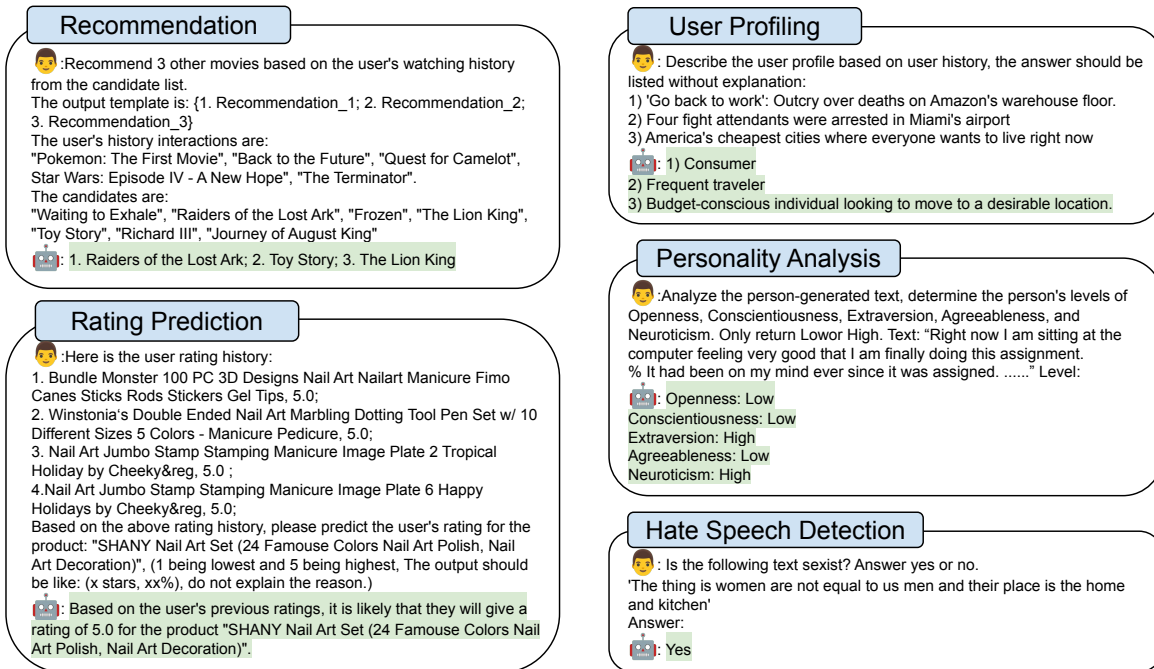 Recommendation
:Recommend 3 other movies based on the user's watching history
from the candidate list.
The output template is: {1. Recommendation_1; 2. Recommendation_2;
3. Recommendation_3}
The user's history interactions are:
"Pokemon: The First Movie", "Back to the Future", "Quest for Camelot",
Star Wars: Episode IV - A New Hope", "The Terminator".
The candidates are:
"Waiting to Exhale", "Raiders of the Lost Ark", "Frozen", "The Lion King",
"Toy Story", "Richard III", "Journey of August King"
: 1. Raiders of the Lost Ark; 2. Toy Story; 3. The Lion King
Rating Prediction
:Here is the user rating history:
1. Bundle Monster 100 PC 3D Designs Nail Art Nailart Manicure Fimo
Canes Sticks Rods Stickers Gel Tips, 5.0;
2. Winstonia‘s Double Ended Nail Art Marbling Dotting Tool Pen Set w/ 10
Different Sizes 5 Colors - Manicure Pedicure, 5.0;
3. Nail Art Jumbo Stamp Stamping Manicure Image Plate 2 Tropical
Holiday by Cheeky&reg, 5.0 ;
4.Nail Art Jumbo Stamp Stamping Manicure Image Plate 6 Happy
Holidays by Cheeky&reg, 5.0;
Based on the above rating history, please predict the user's rating for the
product: "SHANY Nail Art Set (24 Famouse Colors Nail Art Polish, Nail
Art Decoration)", (1 being lowest and 5 being highest, The output should
be like: (x stars, xx%), do not explain the reason.)
: Based on the user's previous ratings, it is likely that they will give a
rating of 5.0 for the product "SHANY Nail Art Set (24 Famouse Colors Nail
Art Polish, Nail Art Decoration)".
User Profiling
: Describe the user profile based on user history, the answer should be
listed without explanation:
1) 'Go back to work': Outcry over deaths on Amazon's warehouse floor.
2) Four fight attendants were arrested in Miami's airport
3) America's cheapest cities where everyone wants to live right now
: 1) Consumer
2) Frequent traveler
3) Budget-conscious individual looking to move to a desirable location.
Personality Analysis
:Analyze the person-generated text, determine the person's levels of
Openness, Conscientiousness, Extraversion, Agreeableness, and
Neuroticism. Only return Lowor High. Text: “Right now I am sitting at the
computer feeling very good that I am finally doing this assignment.
% It had been on my mind ever since it was assigned. ......” Level:
: Openness: Low
Conscientiousness: Low
Extraversion: High
Agreeableness: Low
Neuroticism: High
Hate Speech Detection
: Is the following text sexist? Answer yes or no.
'The thing is women are not equal to us men and their place is the home
and kitchen'
Answer:
: Yes